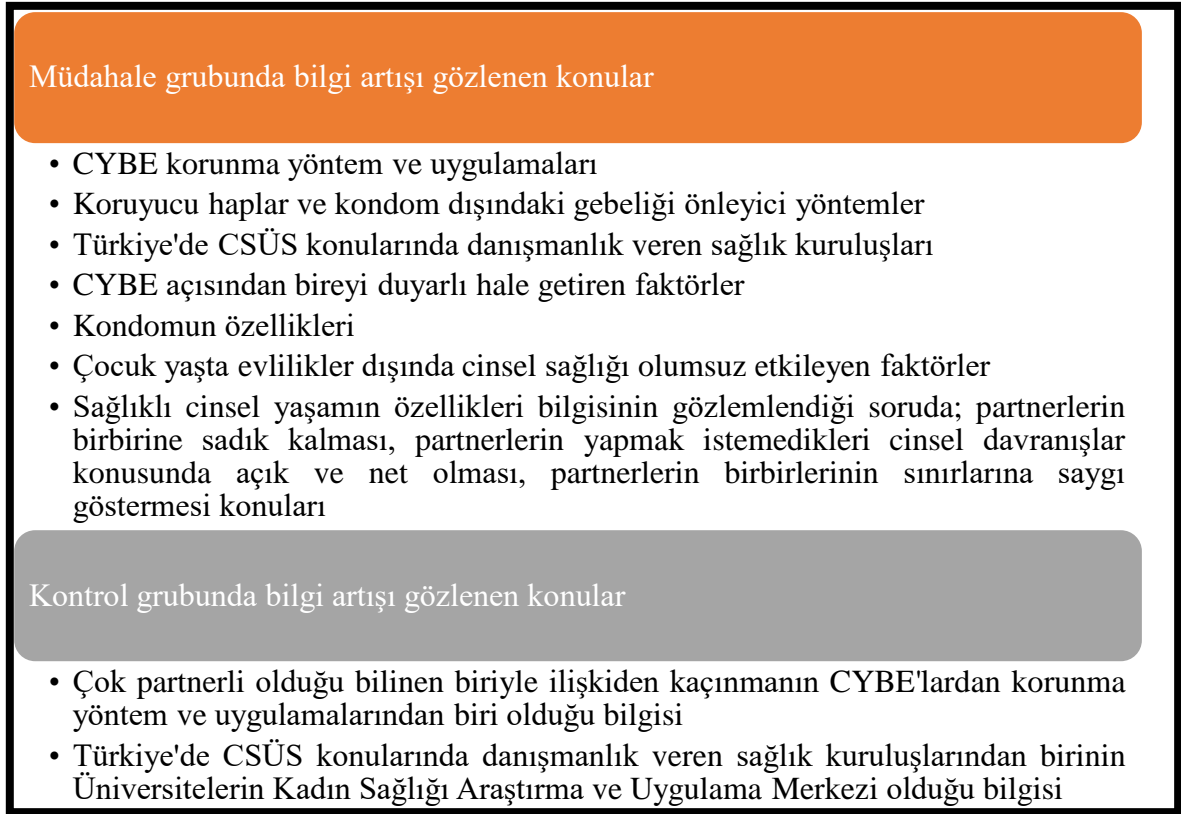 Müdahale grubunda bilgi artışı gözlenen konular
• CYBE korunma yöntem ve uygulamaları
• Koruyucu haplar ve kondom dışındaki gebeliği önleyici yöntemler
• Türkiye'de CSÜS konularında danışmanlık veren sağlık kuruluşları
• CYBE açısından bireyi duyarlı hale getiren faktörler
• Kondomun özellikleri
• Çocuk yaşta evlilikler dışında cinsel sağlığı olumsuz etkileyen faktörler
• Sağlıklı cinsel yaşamın özellikleri bilgisinin gözlemlendiği soruda; partnerlerin
birbirine sadık kalması, partnerlerin yapmak istemedikleri cinsel davranışlar
konusunda açık ve net olması, partnerlerin birbirlerinin sınırlarına saygı
göstermesi konuları
Kontrol grubunda bilgi artışı gözlenen konular
• Çok partnerli olduğu bilinen biriyle ilişkiden kaçınmanın CYBE'lardan korunma
yöntem ve uygulamalarından biri olduğu bilgisi
• Türkiye'de CSÜS konularında danışmanlık veren sağlık kuruluşlarından birinin
Üniversitelerin Kadın Sağlığı Araştırma ve Uygulama Merkezi olduğu bilgisi